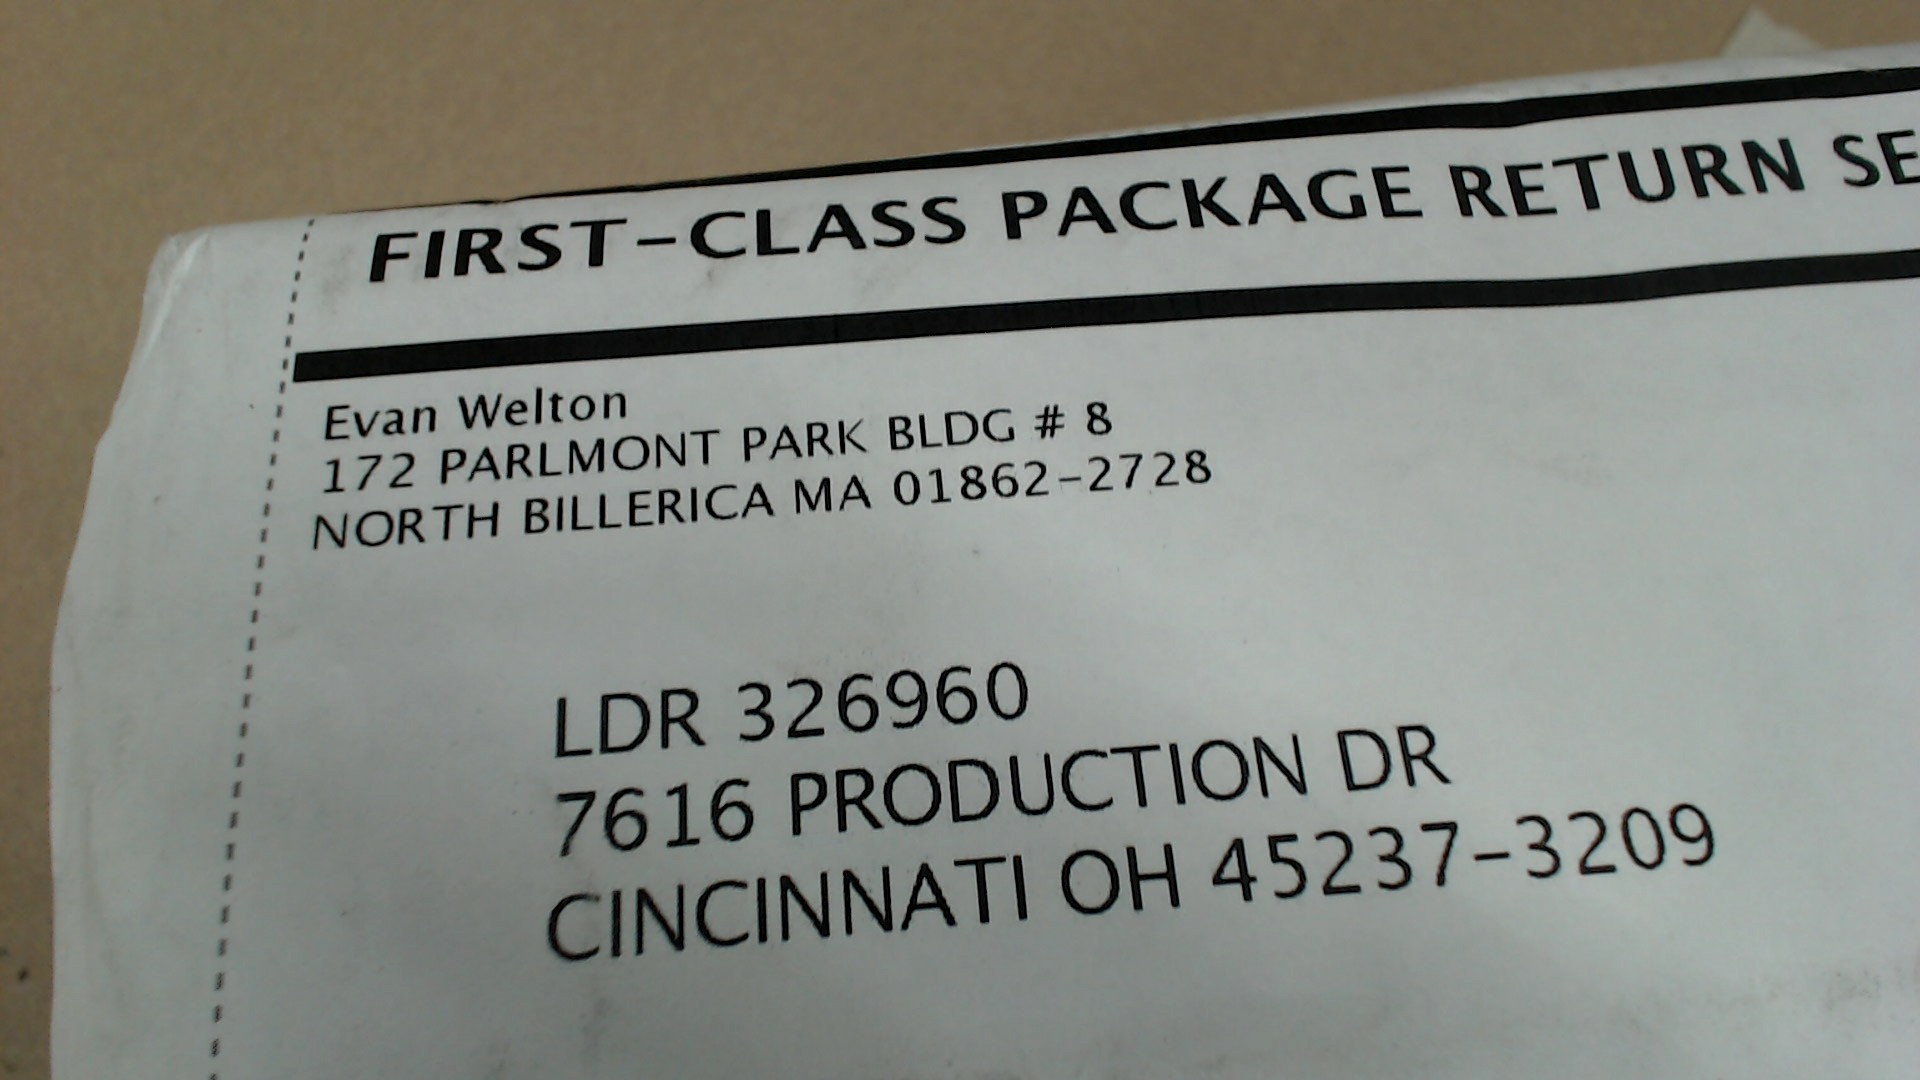 FIRST-CLASS PACKAGE RETURN SE
Evan Welton
172 PARLMONT PARK BLDG # 8
NORTH BILLERICA MA 01862-2728
LDR 326960
7616 PRODUCTION DR
CINCINNATI OH 45237-3209